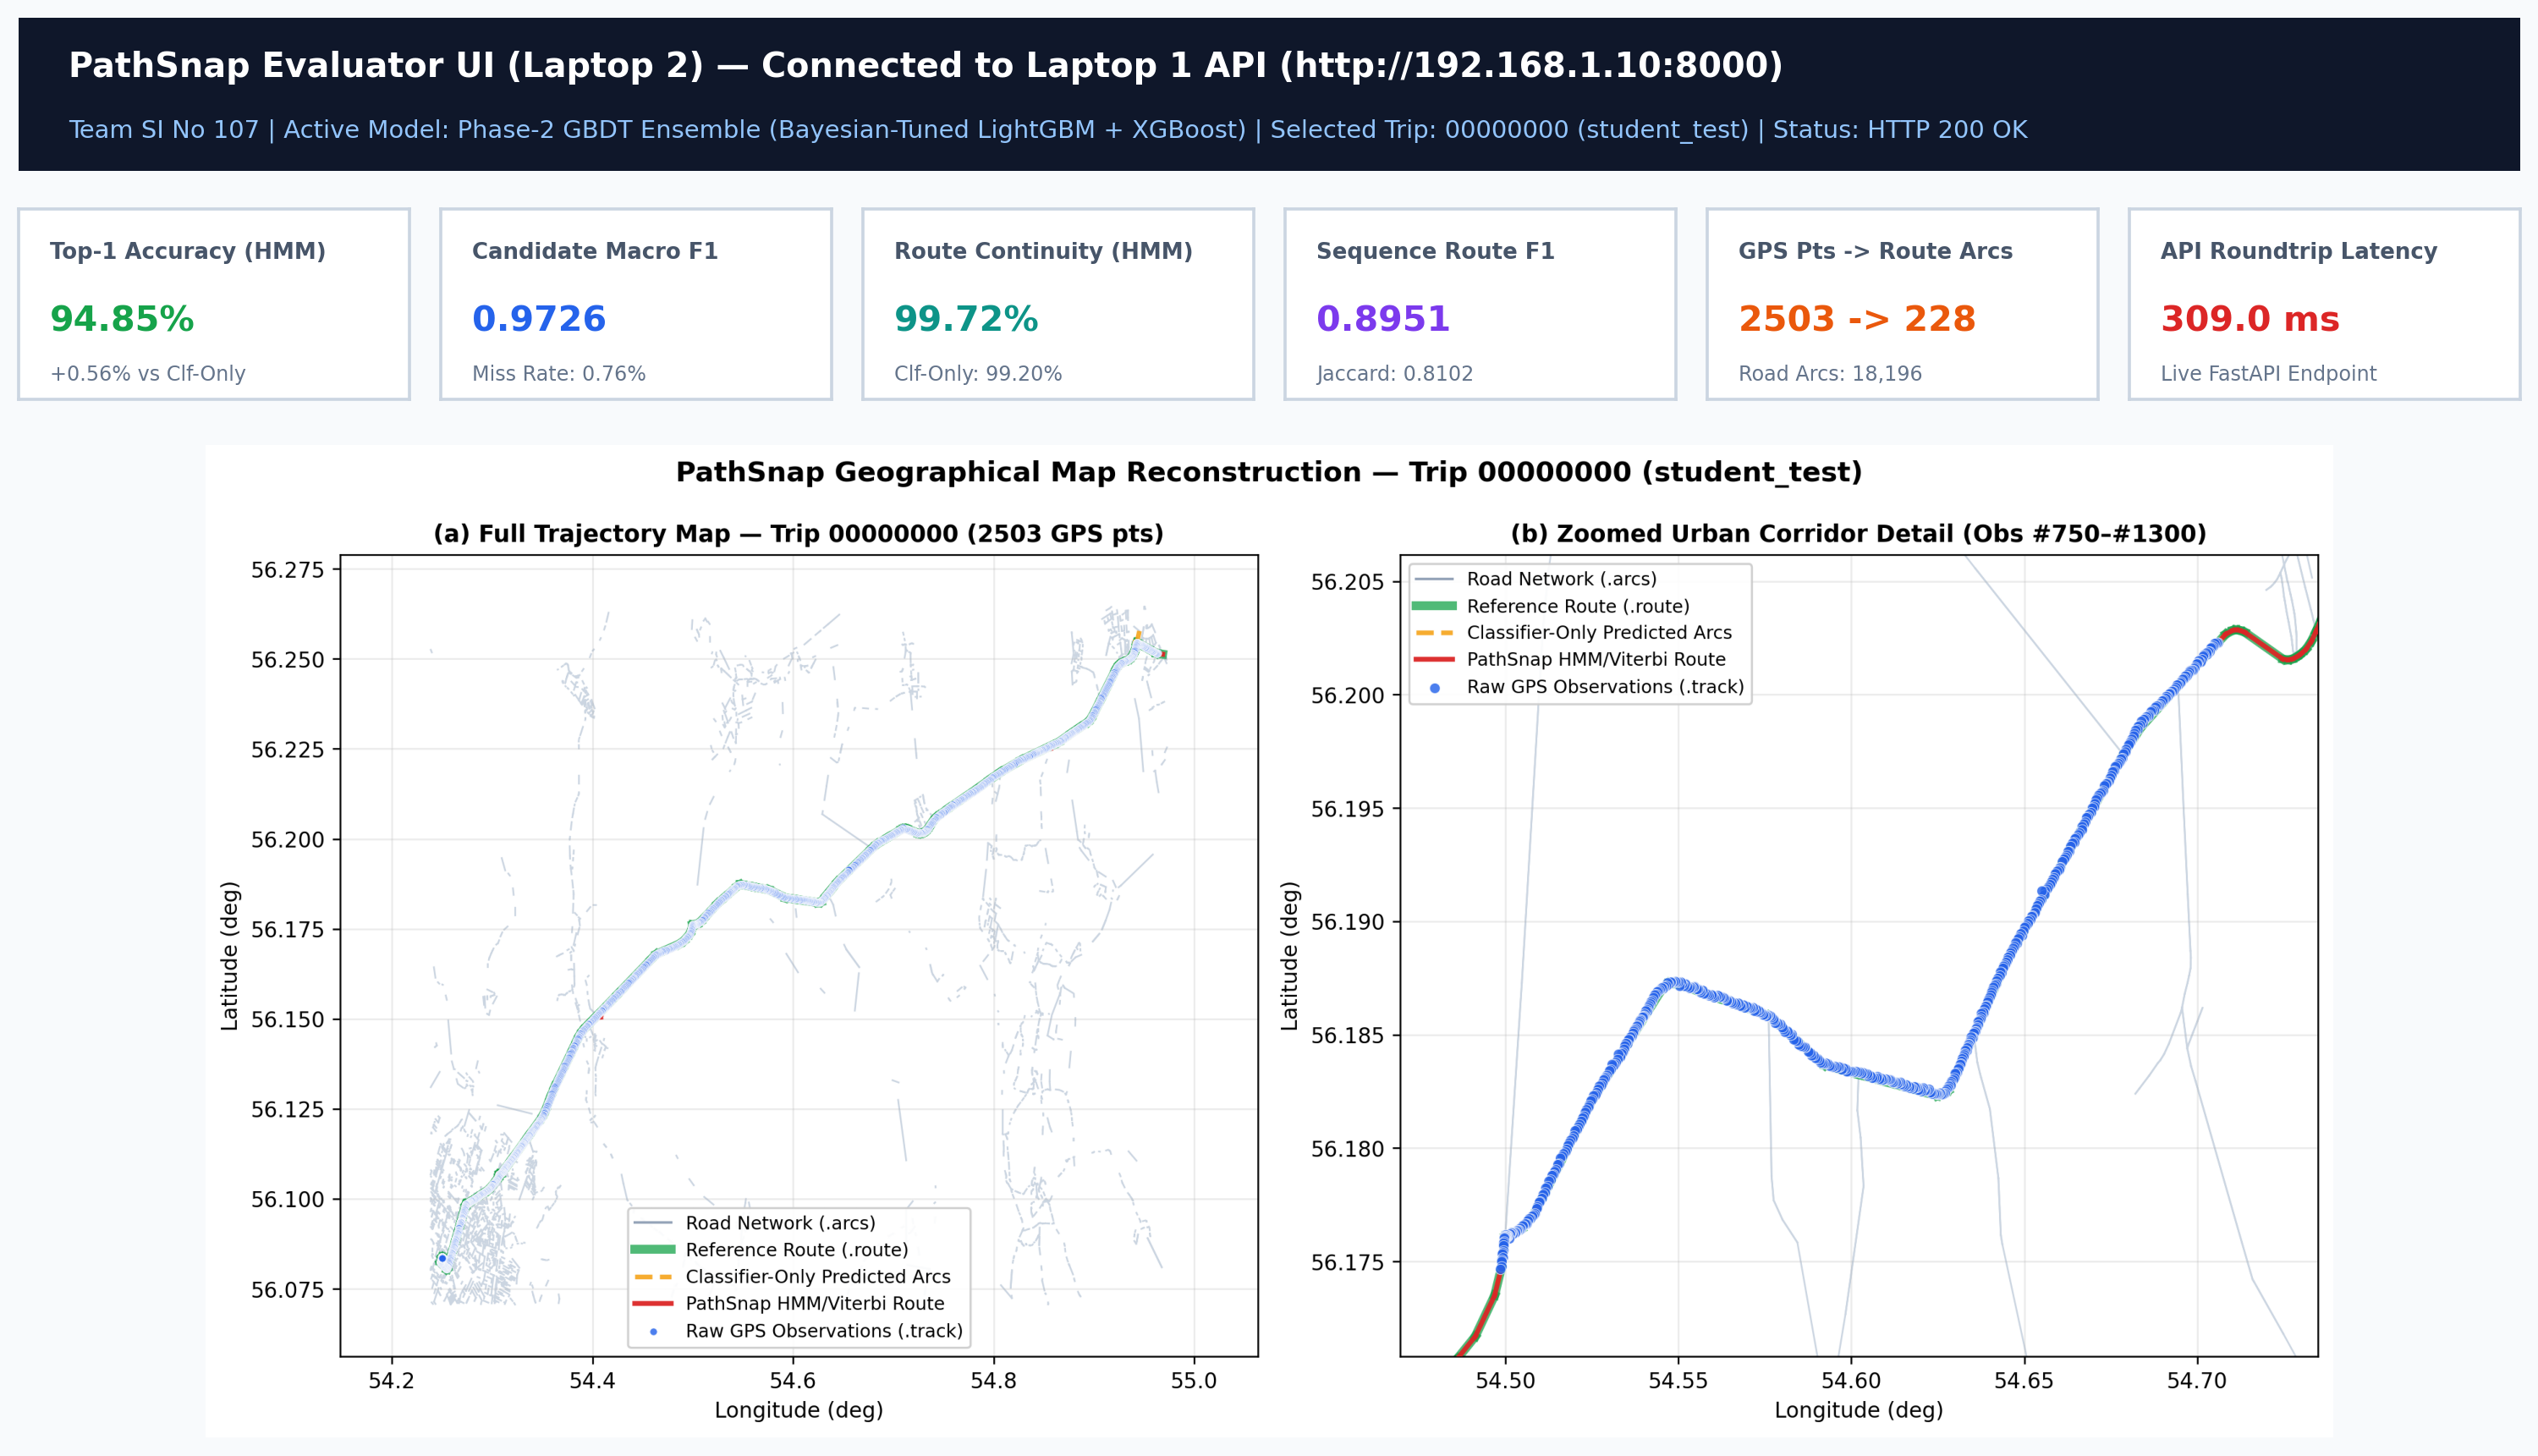 PathSnap Evaluator UI (Laptop 2) — Connected to Laptop 1 API (http://192.168.1.10:8000)
Team SI No 107 | Active Model: Phase-2 GBDT Ensemble (Bayesian-Tuned LightGBM + XGBoost) | Selected Trip: 00000000 (student_test) | Status: HTTP 200 OK
Top-1 Accuracy (HMM)
94.85%
+0.56% vs Clf-Only
Candidate Macro F1
0.9726
Miss Rate: 0.76%
Route Continuity (HMM)
99.72%
Clf-Only: 99.20%
Sequence Route F1
0.8951
Jaccard: 0.8102
GPS Pts -> Route Arcs
2503 -> 228
Road Arcs: 18,196
API Roundtrip Latency
309.0 ms
Live FastAPI Endpoint
PathSnap Geographical Map Reconstruction — Trip 00000000 (student_test)
(a) Full Trajectory Map — Trip 00000000 (2503 GPS pts)
56.275
56.250
56.225
56.200
56.175
56.150
56.125
56.100
56.075
Latitude (deg)
Road Network (.arcs)
Reference Route (.route)
Classifier-Only Predicted Arcs
PathSnap HMM/Viterbi Route
Raw GPS Observations (.track)
54.2
54.4
54.6
54.8
55.0
Longitude (deg)
(b) Zoomed Urban Corridor Detail (Obs #750–#1300)
Road Network (.arcs)
Reference Route (.route)
Classifier-Only Predicted Arcs
PathSnap HMM/Viterbi Route
Raw GPS Observations (.track)
56.205
56.200
56.195
56.190
56.185
56.180
56.175
Latitude (deg)
54.50
54.55
54.60
54.65
54.70
Longitude (deg)